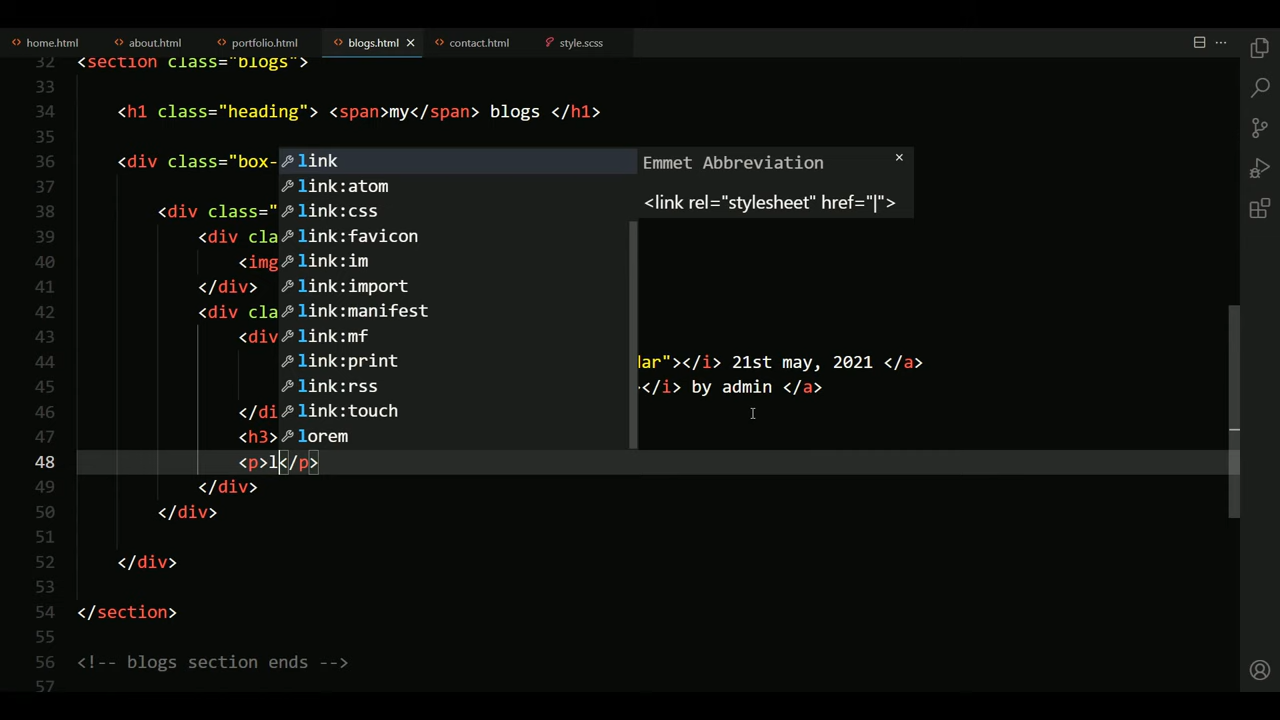 home.html about.html portfolio.html blogs.html contact.html style.scss
32 <section class="blogs">
33
34 <h1 class="heading"> <span>my</span> blogs </h1>
35
36 <div class="box-
37
38 <div class="
39 <div cla
40 <img
41 </div>
42 <div cla
43 <div
44 dar"></i> 21st may, 2021 </a>
45 </i> by admin </a>
46 </di
47 <h3>
48 <p>l</p>
49 </div>
50 </div>
51
52 </div>
53
54 </section>
55
56 <!-- blogs section ends -->
57
link
link:atom
link:css
link:favicon
link:im
link:import
link:manifest
link:mf
link:print
link:rss
link:touch
lorem
Emmet Abbreviation
<link rel="stylesheet" href="|">